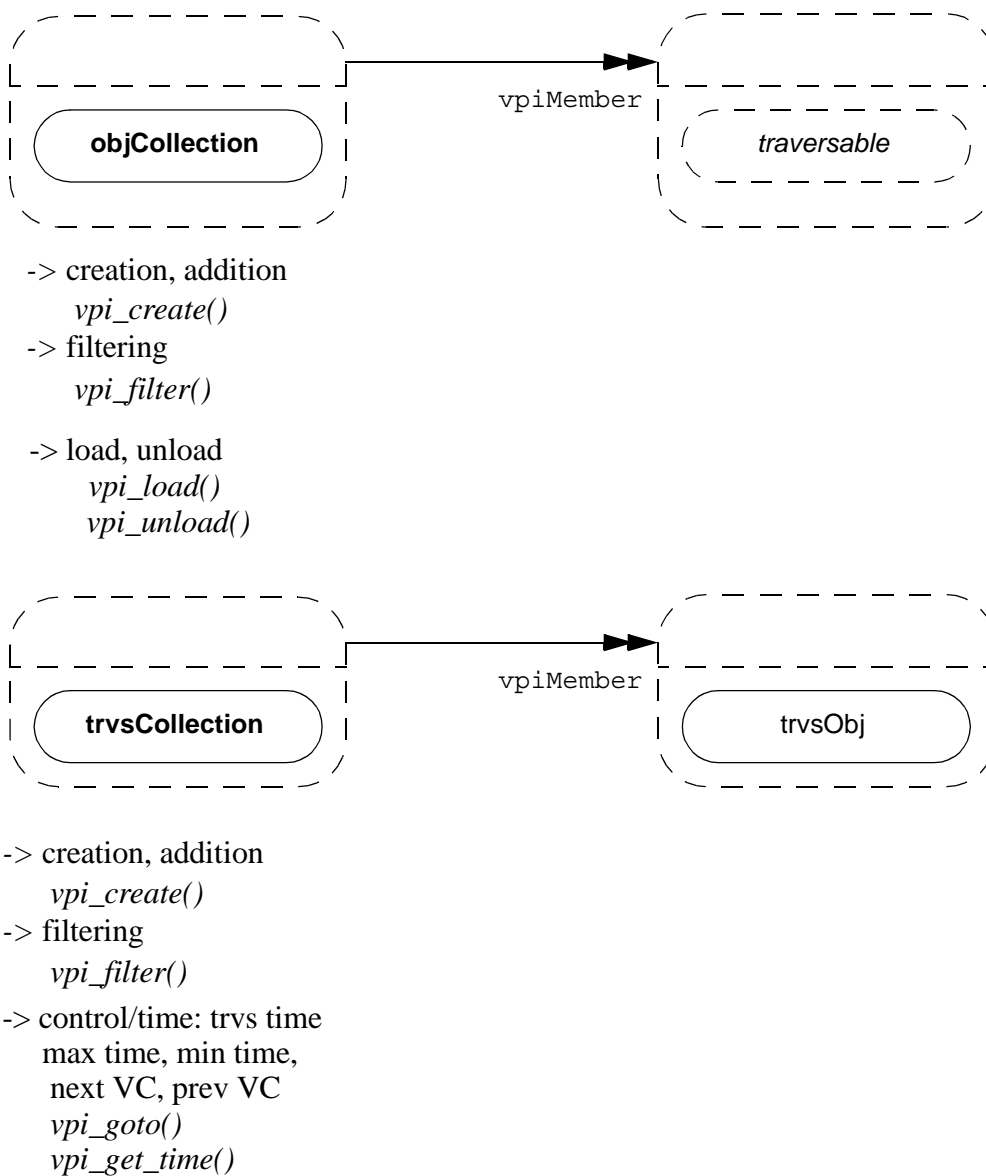 vpiMember
objCollection
traversable
-> creation, addition
vpi_create()
-> filtering
vpi_filter()
-> load, unload
vpi_load()
vpi_unload()
vpiMember
trvsCollection
trvsObj
-> creation, addition
vpi_create()
-> filtering
vpi_filter()
-> control/time: trvs time
max time, min time,
next VC, prev VC
vpi_goto()
vpi_get_time()